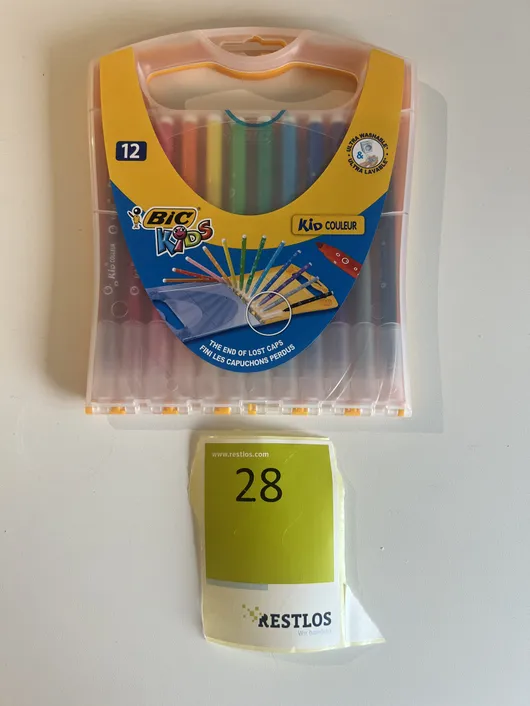 12
ULTRA WASHABLE
&
ULTRA LAVABLE
BIC
KIDS
Kid COULEUR
THE END OF LOST CAPS
FINI LES CAPUCHONS PERDUS
www.restlos.com
28
RESTLOS